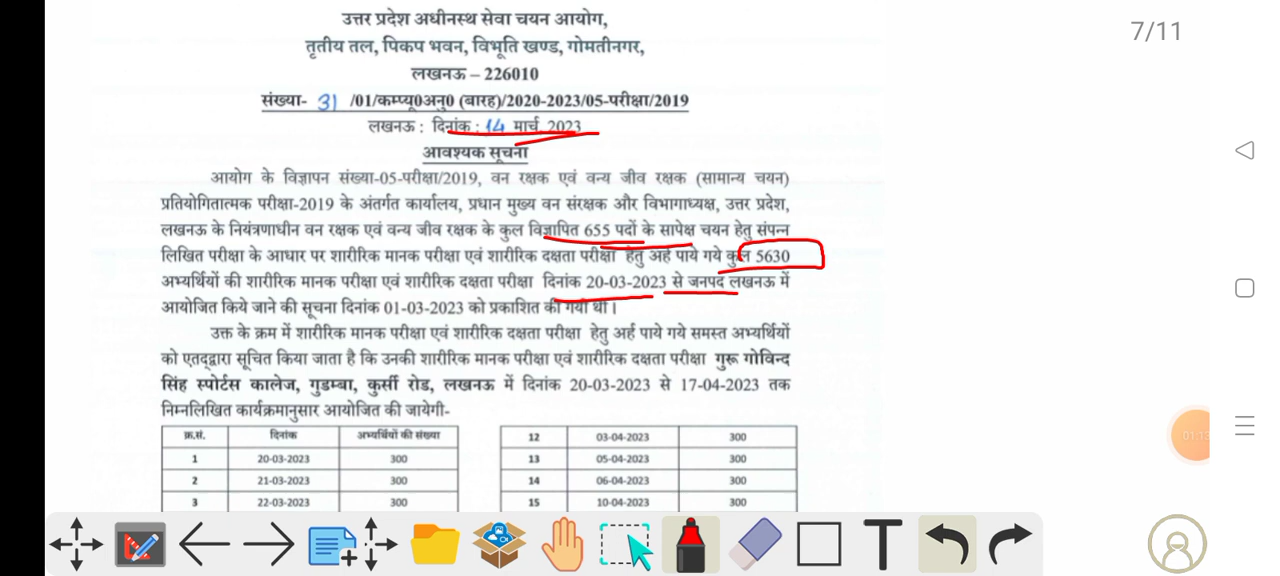 7/11
उत्तर प्रदेश अधीनस्थ सेवा चयन आयोग,
तृतीय तल, पिकप भवन, विभूति खण्ड, गोमतीनगर,
लखनऊ – 226010
संख्या- 31 /01/कम्प्यू0अनु0 (बारह)/2020-2023/05-परीक्षा/2019
लखनऊ : दिनांक : 14 मार्च, 2023
आवश्यक सूचना
आयोग के विज्ञापन संख्या-05-परीक्षा/2019, वन रक्षक एवं वन्य जीव रक्षक (सामान्य चयन)
प्रतियोगितात्मक परीक्षा-2019 के अंतर्गत कार्यालय, प्रधान मुख्य वन संरक्षक और विभागाध्यक्ष, उत्तर प्रदेश,
लखनऊ के नियंत्रणाधीन वन रक्षक एवं वन्य जीव रक्षक के कुल विज्ञापित 655 पदों के सापेक्ष चयन हेतु संपन्न
लिखित परीक्षा के आधार पर शारीरिक मानक परीक्षा एवं शारीरिक दक्षता परीक्षा हेतु अर्ह पाये गये कुल 5630
अभ्यर्थियों की शारीरिक मानक परीक्षा एवं शारीरिक दक्षता परीक्षा दिनांक 20-03-2023 से जनपद लखनऊ में
आयोजित किये जाने की सूचना दिनांक 01-03-2023 को प्रकाशित की गयी थी।
उक्त के क्रम में शारीरिक मानक परीक्षा एवं शारीरिक दक्षता परीक्षा हेतु अर्ह पाये गये समस्त अभ्यर्थियों
को एतद्द्वारा सूचित किया जाता है कि उनकी शारीरिक मानक परीक्षा एवं शारीरिक दक्षता परीक्षा गुरू गोविन्द
सिंह स्पोर्टस कालेज, गुडम्बा, कुर्सी रोड, लखनऊ में दिनांक 20-03-2023 से 17-04-2023 तक
निम्नलिखित कार्यक्रमानुसार आयोजित की जायेगी-
क्र.सं. दिनांक अभ्यर्थियों की संख्या
1 20-03-2023 300
2 21-03-2023 300
3 22-03-2023 300
12 03-04-2023 300
13 05-04-2023 300
14 06-04-2023 300
15 10-04-2023 300
T